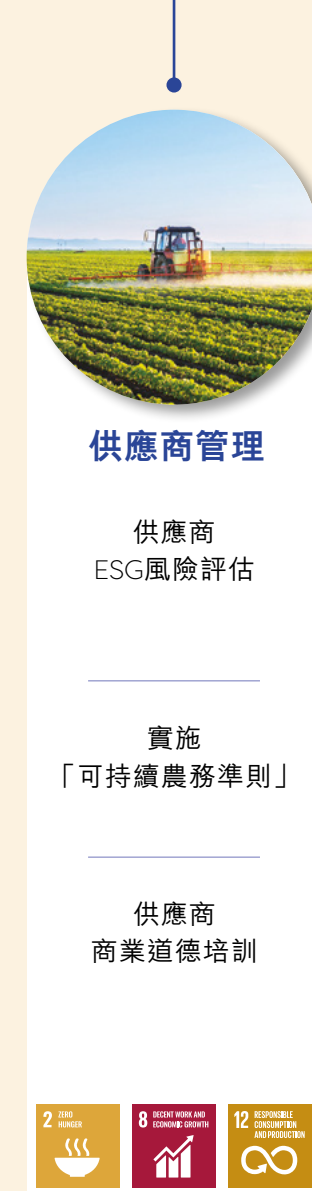 供應商管理
供應商
ESG風險評估
實施
「可持續農務準則」
供應商
商業道德培訓
2 ZERO
HUNGER
8 DECENT WORK AND
ECONOMIC GROWTH
12 RESPONSIBLE
CONSUMPTION
AND PRODUCTION